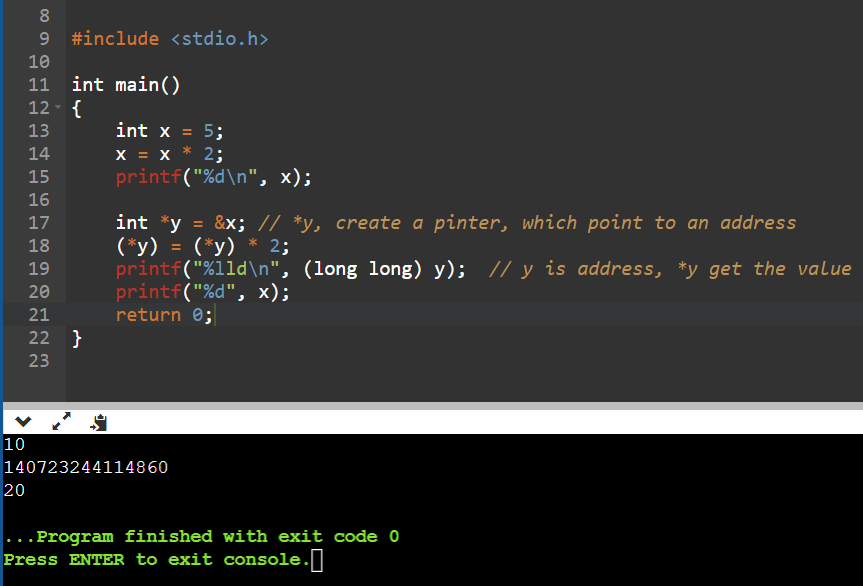 8
9 #include <stdio.h>
10
11 int main()
12 {
13     int x = 5;
14     x = x * 2;
15     printf("%d\n", x);
16
17     int *y = &x; // *y, create a pinter, which point to an address
18     (*y) = (*y) * 2;
19     printf("%lld\n", (long long) y);  // y is address, *y get the value
20     printf("%d", x);
21     return 0;
22 }
23
10
140723244114860
20
...Program finished with exit code 0
Press ENTER to exit console.